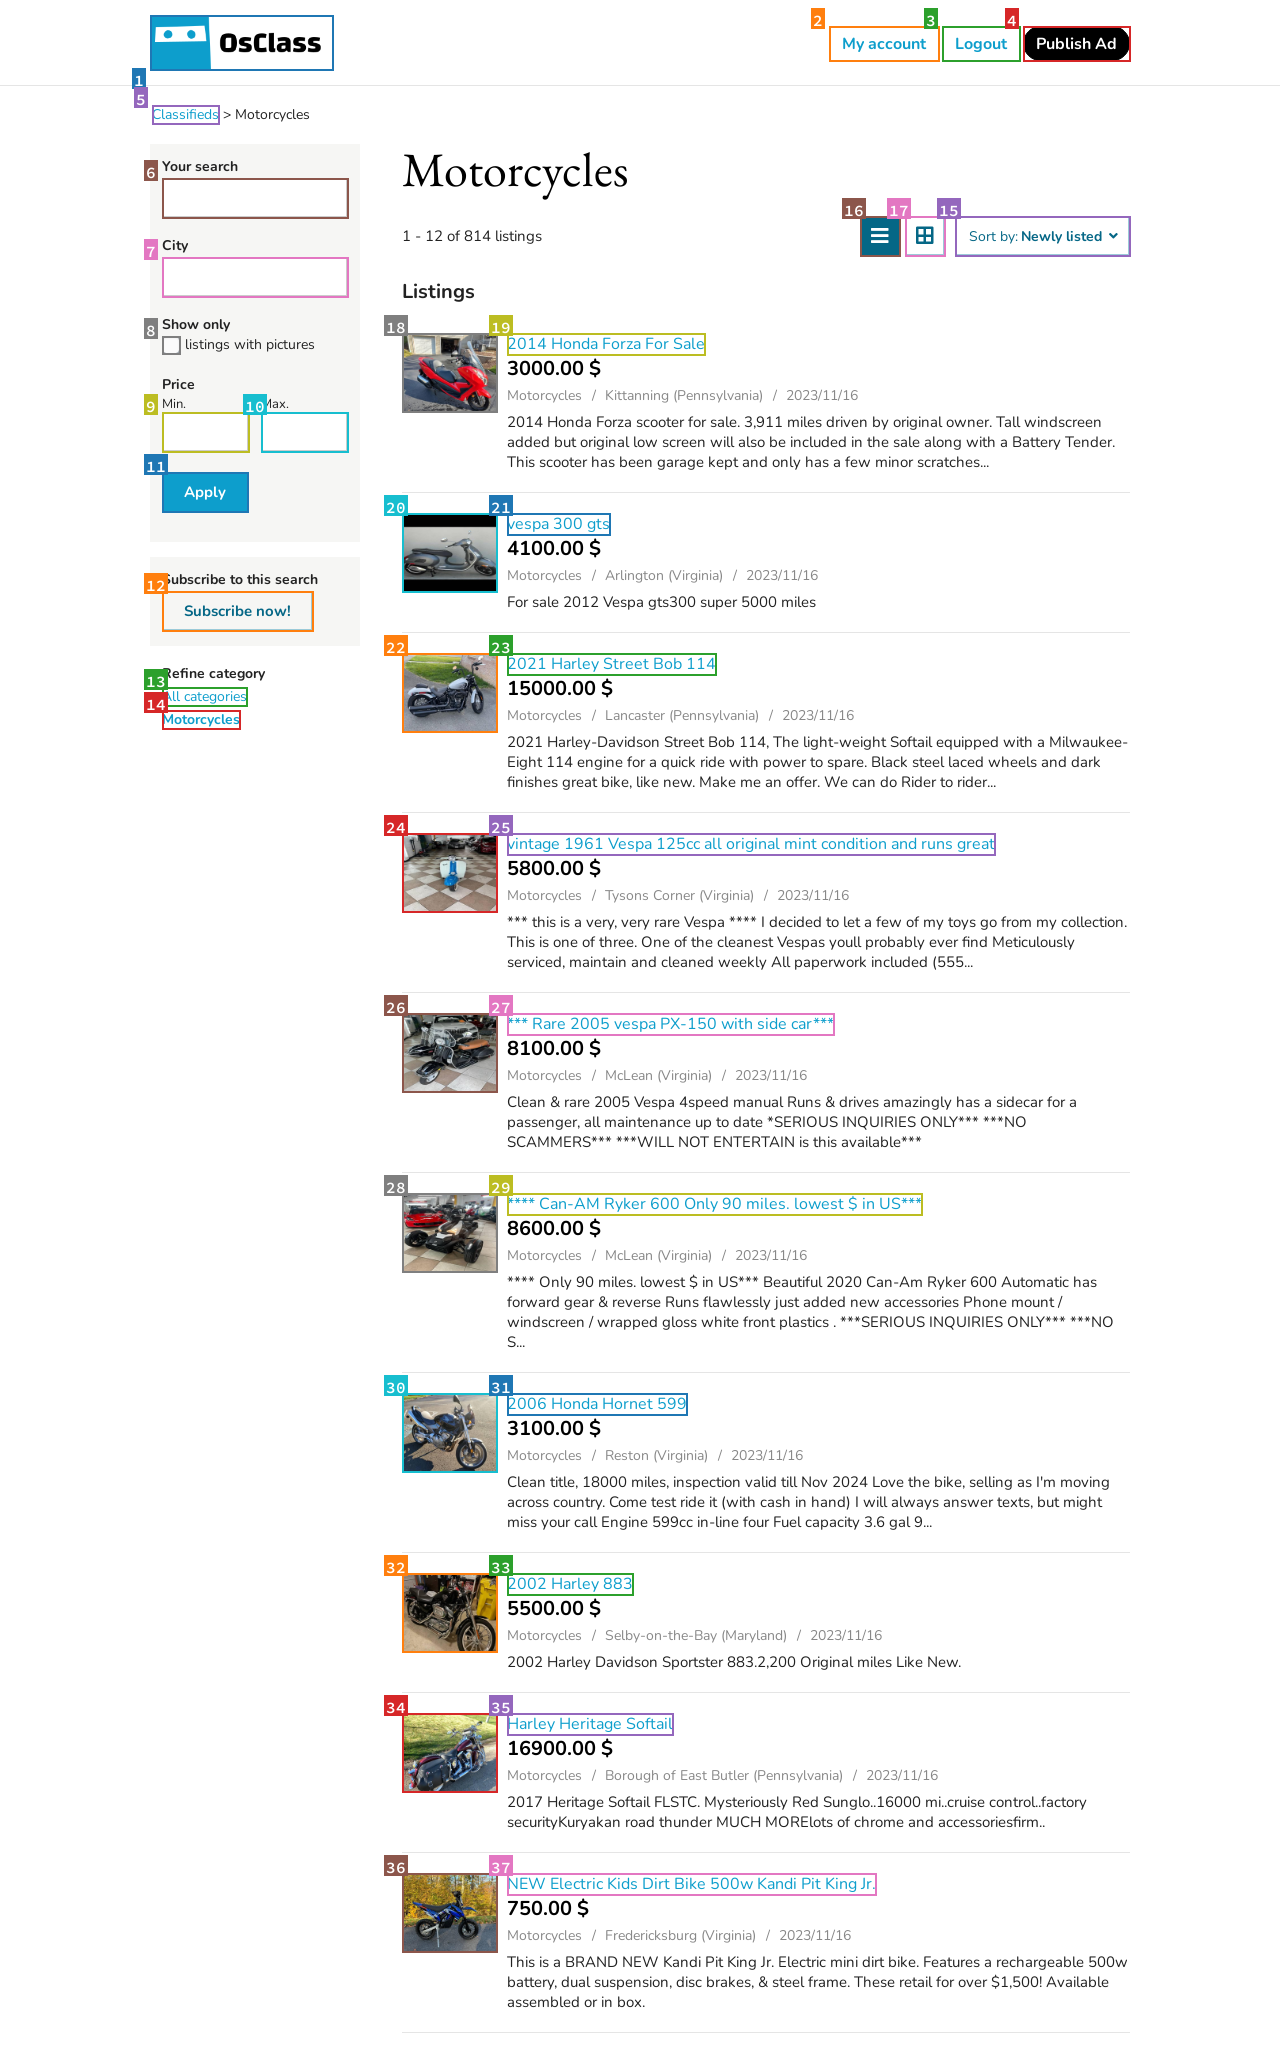 OsClass
2
3
4
My account
Logout
Publish Ad
1
5
Classifieds > Motorcycles
6
Your search
7
City
8
Show only
listings with pictures
Price
9
Min.
10
Max.
11
Apply
12
Subscribe to this search
Subscribe now!
Refine category
13
All categories
14
Motorcycles
Motorcycles
1 - 12 of 814 listings
16
17
15
Sort by: Newly listed
Listings
18
19
2014 Honda Forza For Sale
3000.00 $
Motorcycles / Kittanning (Pennsylvania) / 2023/11/16
2014 Honda Forza scooter for sale. 3,911 miles driven by original owner. Tall windscreen
added but original low screen will also be included in the sale along with a Battery Tender.
This scooter has been garage kept and only has a few minor scratches...
20
21
vespa 300 gts
4100.00 $
Motorcycles / Arlington (Virginia) / 2023/11/16
For sale 2012 Vespa gts300 super 5000 miles
22
23
2021 Harley Street Bob 114
15000.00 $
Motorcycles / Lancaster (Pennsylvania) / 2023/11/16
2021 Harley-Davidson Street Bob 114, The light-weight Softail equipped with a Milwaukee-
Eight 114 engine for a quick ride with power to spare. Black steel laced wheels and dark
finishes great bike, like new. Make me an offer. We can do Rider to rider...
24
25
vintage 1961 Vespa 125cc all original mint condition and runs great
5800.00 $
Motorcycles / Tysons Corner (Virginia) / 2023/11/16
*** this is a very, very rare Vespa **** I decided to let a few of my toys go from my collection.
This is one of three. One of the cleanest Vespas youll probably ever find Meticulously
serviced, maintain and cleaned weekly All paperwork included (555...
26
27
*** Rare 2005 vespa PX-150 with side car***
8100.00 $
Motorcycles / McLean (Virginia) / 2023/11/16
Clean & rare 2005 Vespa 4speed manual Runs & drives amazingly has a sidecar for a
passenger, all maintenance up to date *SERIOUS INQUIRIES ONLY*** ***NO
SCAMMERS*** ***WILL NOT ENTERTAIN is this available***
28
29
**** Can-AM Ryker 600 Only 90 miles. lowest $ in US***
8600.00 $
Motorcycles / McLean (Virginia) / 2023/11/16
**** Only 90 miles. lowest $ in US*** Beautiful 2020 Can-Am Ryker 600 Automatic has
forward gear & reverse Runs flawlessly just added new accessories Phone mount /
windscreen / wrapped gloss white front plastics . ***SERIOUS INQUIRIES ONLY*** ***NO
S...
30
31
2006 Honda Hornet 599
3100.00 $
Motorcycles / Reston (Virginia) / 2023/11/16
Clean title, 18000 miles, inspection valid till Nov 2024 Love the bike, selling as I'm moving
across country. Come test ride it (with cash in hand) I will always answer texts, but might
miss your call Engine 599cc in-line four Fuel capacity 3.6 gal 9...
32
33
2002 Harley 883
5500.00 $
Motorcycles / Selby-on-the-Bay (Maryland) / 2023/11/16
2002 Harley Davidson Sportster 883.2,200 Original miles Like New.
34
35
Harley Heritage Softail
16900.00 $
Motorcycles / Borough of East Butler (Pennsylvania) / 2023/11/16
2017 Heritage Softail FLSTC. Mysteriously Red Sunglo..16000 mi..cruise control..factory
securityKuryakan road thunder MUCH MORElots of chrome and accessoriesfirm..
36
37
NEW Electric Kids Dirt Bike 500w Kandi Pit King Jr.
750.00 $
Motorcycles / Fredericksburg (Virginia) / 2023/11/16
This is a BRAND NEW Kandi Pit King Jr. Electric mini dirt bike. Features a rechargeable 500w
battery, dual suspension, disc brakes, & steel frame. These retail for over $1,500! Available
assembled or in box.